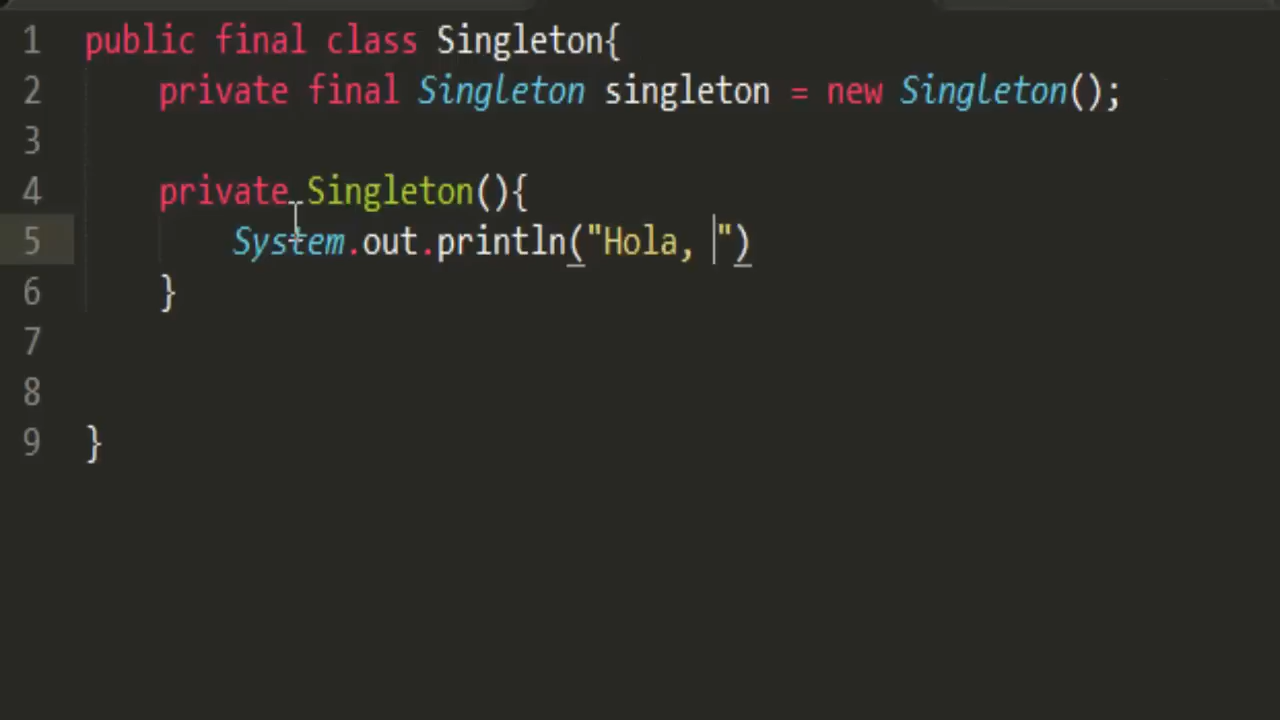 1 public final class Singleton{
2 private final Singleton singleton = new Singleton();
3
4 private Singleton(){
5 System.out.println("Hola, ")
6 }
7
8
9 }